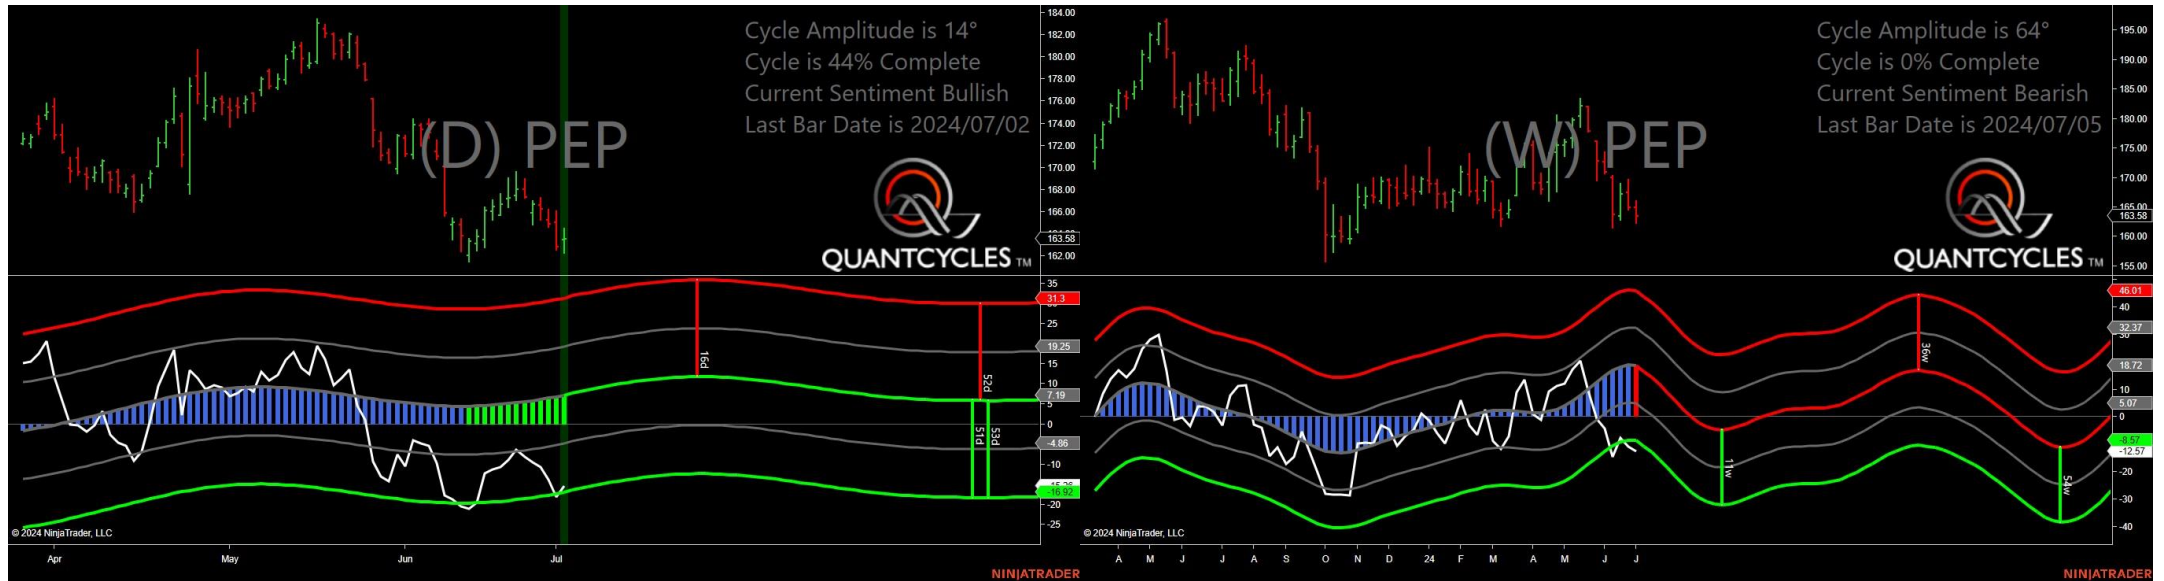 Cycle Amplitude is 14°
Cycle is 44% Complete
Current Sentiment Bullish
Last Bar Date is 2024/07/02
(D) PEP
QUANTCYCLES TM
184.00
182.00
180.00
178.00
176.00
174.00
172.00
170.00
168.00
166.00
163.58
162.00
35
31.3
25
19.25
15
10
7.19
5
0
-4.86
-10
-16.92
-20
-25
16d
52d
51d
53d
© 2024 NinjaTrader, LLC
Apr May Jun Jul
NINJATRADER
Cycle Amplitude is 64°
Cycle is 0% Complete
Current Sentiment Bearish
Last Bar Date is 2024/07/05
(W) PEP
QUANTCYCLES TM
195.00
190.00
185.00
180.00
175.00
170.00
165.00
163.58
160.00
155.00
46.01
40
32.37
30
18.72
10
5.07
0
-8.57
-12.57
-20
-30
-40
36w
11w
54w
© 2024 NinjaTrader, LLC
A M J J A S O N D 24 F M A M J J
NINJATRADER